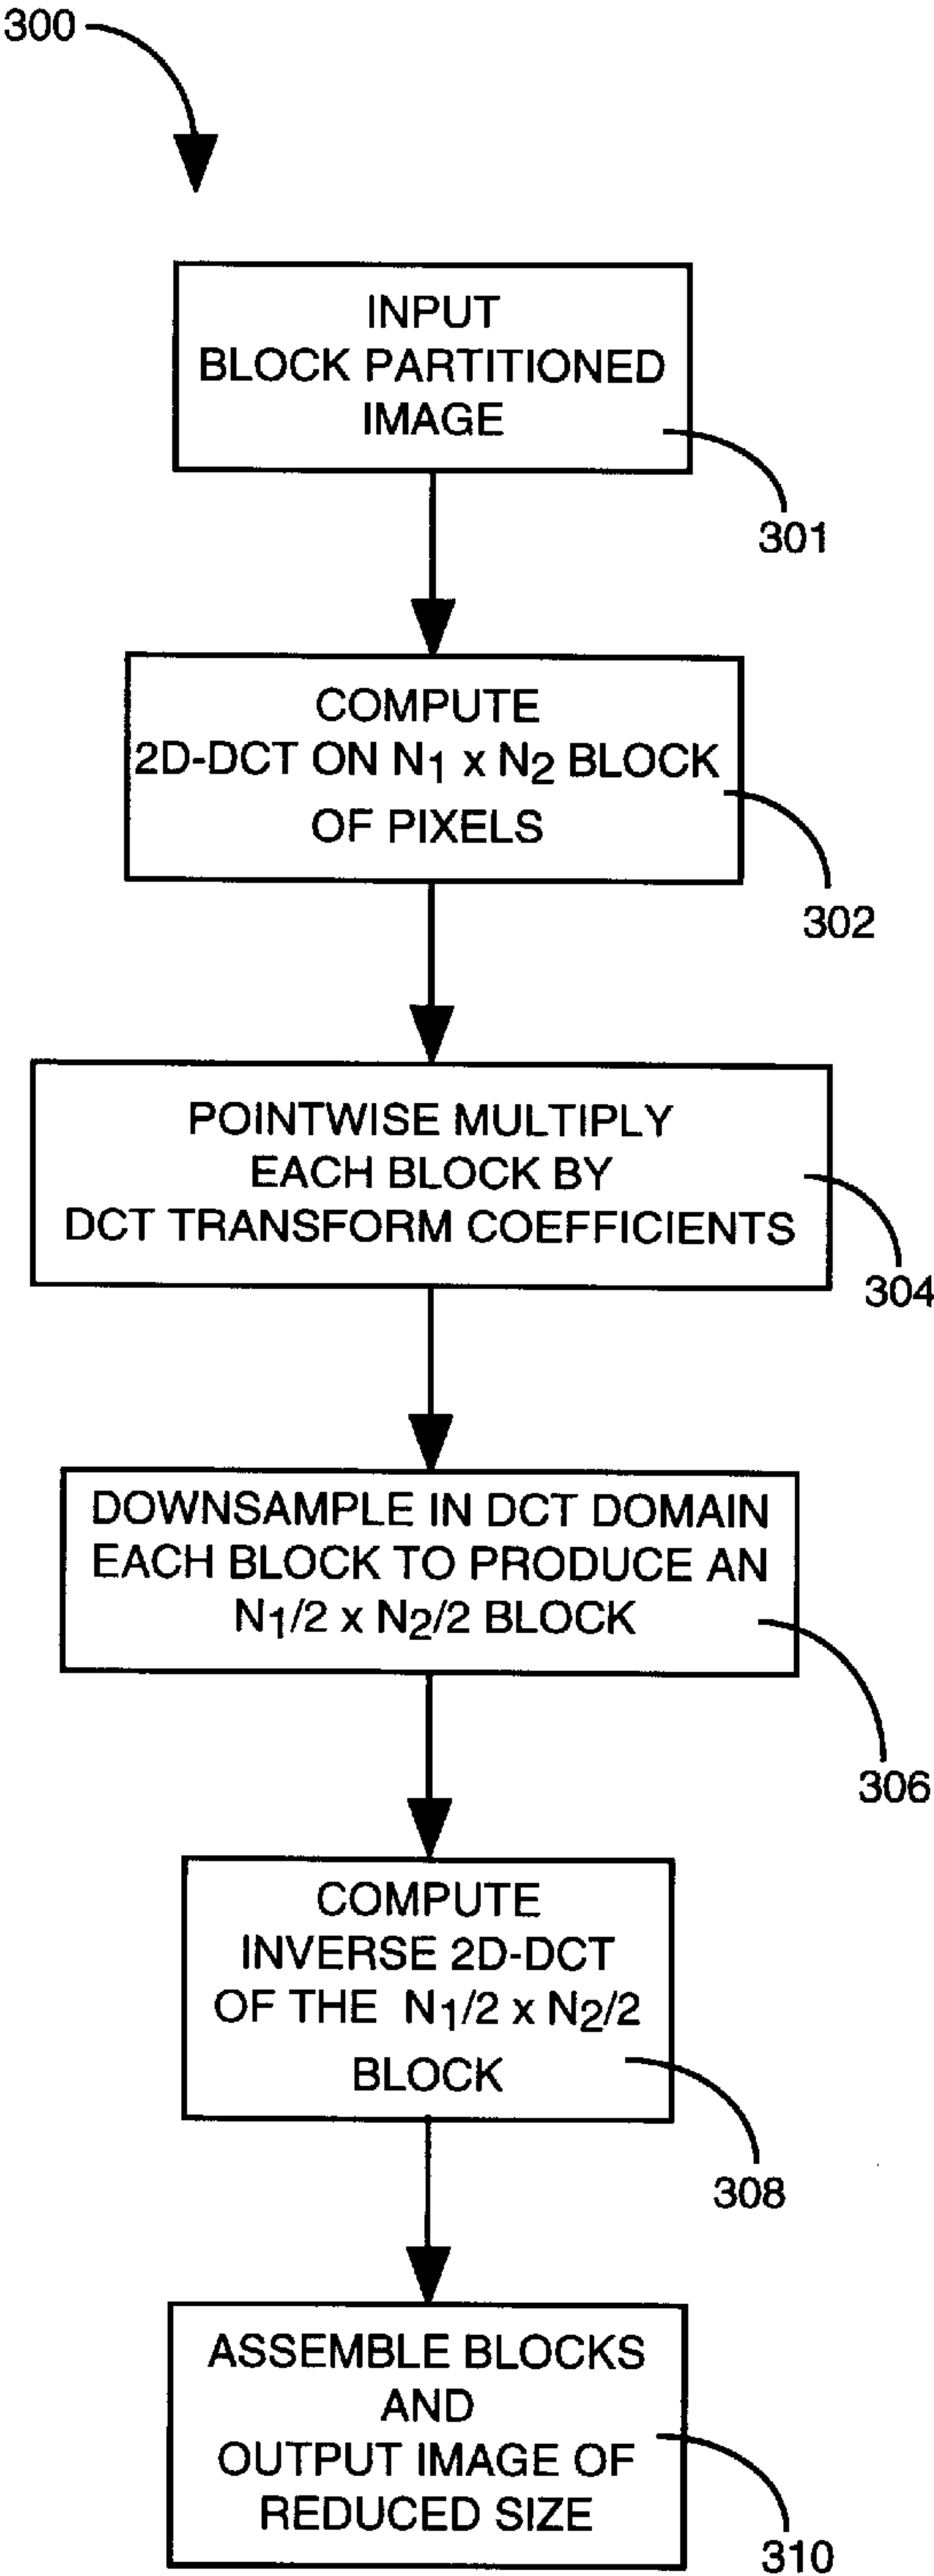 300
INPUT
BLOCK PARTITIONED
IMAGE
301
COMPUTE
2D-DCT ON N1 x N2 BLOCK
OF PIXELS
302
POINTWISE MULTIPLY
EACH BLOCK BY
DCT TRANSFORM COEFFICIENTS
304
DOWNSAMPLE IN DCT DOMAIN
EACH BLOCK TO PRODUCE AN
N1/2 x N2/2 BLOCK
306
COMPUTE
INVERSE 2D-DCT
OF THE N1/2 x N2/2
BLOCK
308
ASSEMBLE BLOCKS
AND
OUTPUT IMAGE OF
REDUCED SIZE
310